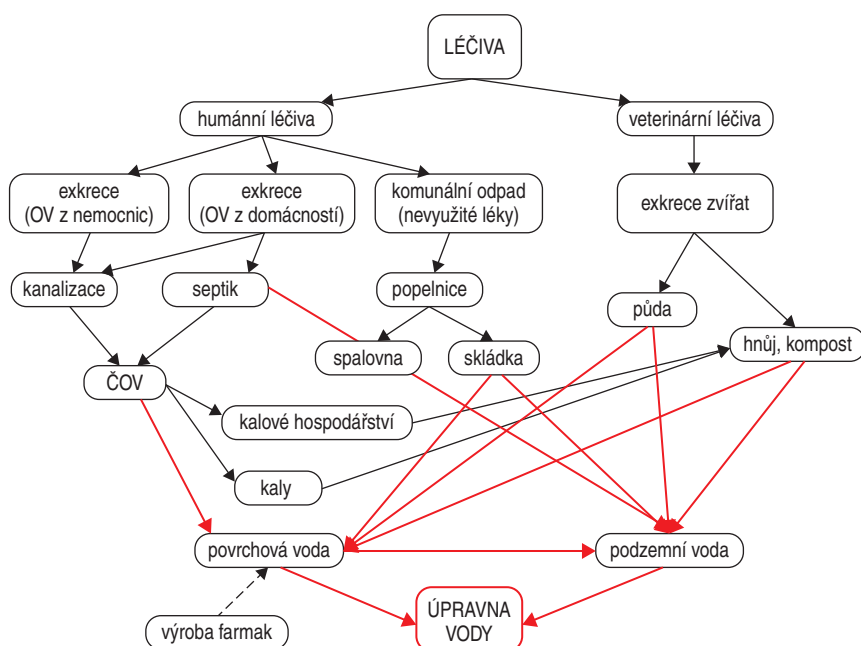 LÉČIVA
humánní léčiva
veterinární léčiva
exkrece
(OV z nemocnic)
exkrece
(OV z domácností)
komunální odpad
(nevyužité léky)
exkrece zvířat
kanalizace
septik
popelnice
půda
hnůj, kompost
spalovna
skládka
ČOV
kalové hospodářství
kaly
povrchová voda
podzemní voda
ÚPRAVNA
VODY
výroba farmak